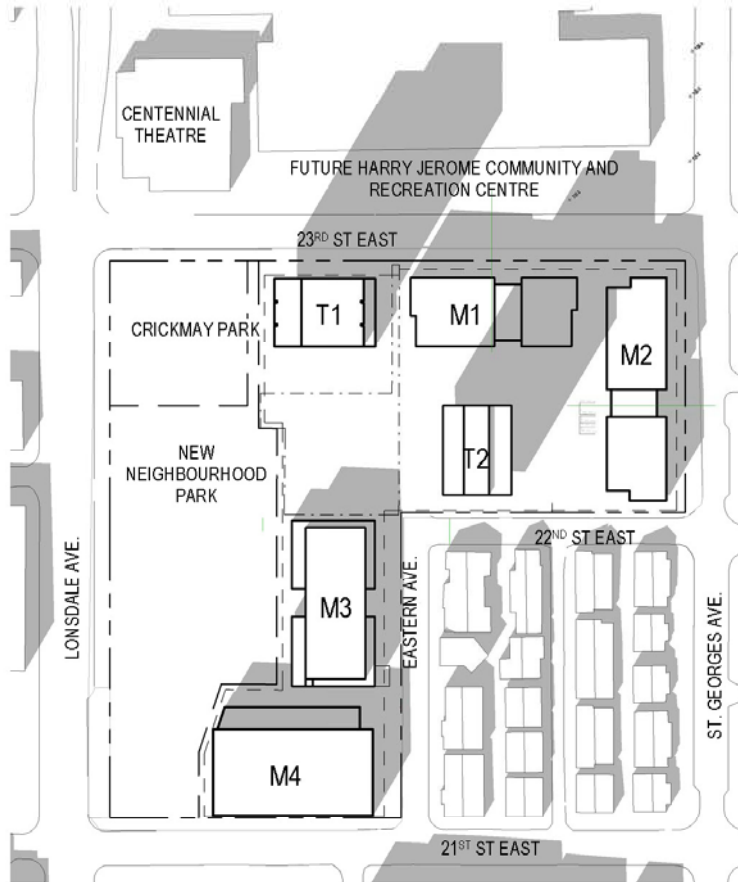 CENTENNIAL
THEATRE
FUTURE HARRY JEROME COMMUNITY AND
RECREATION CENTRE
23RD ST EAST
T1
M1
CRICKMAY PARK
M2
NEW
NEIGHBOURHOOD
PARK
T2
22ND ST EAST
LONSDALE AVE.
M3
EASTERN AVE.
ST. GEORGES AVE.
M4
21ST ST EAST